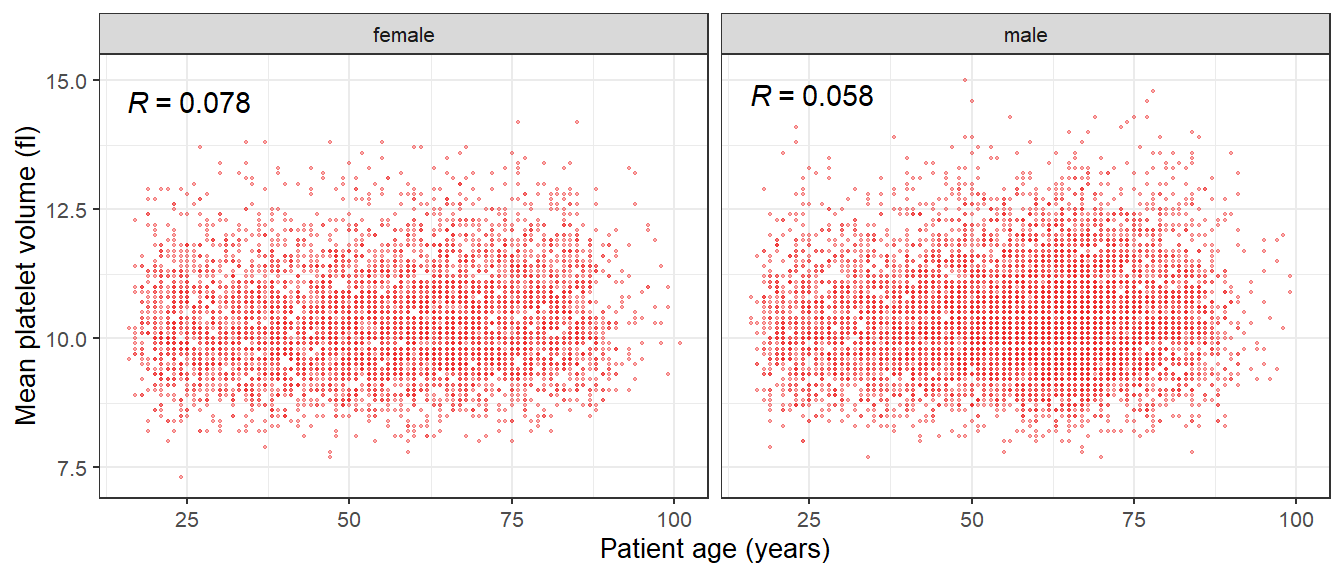 female
male
R = 0.078
R = 0.058
15.0
12.5
10.0
7.5
Mean platelet volume (fl)
25 50 75 100
25 50 75 100
Patient age (years)